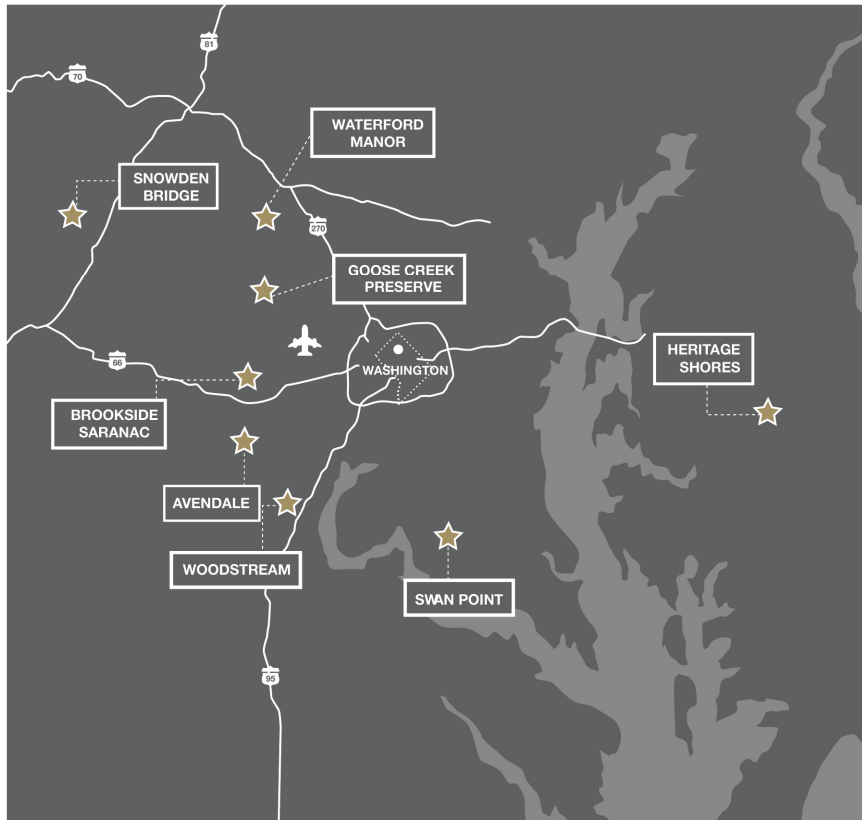 81
70
WATERFORD
MANOR
SNOWDEN
BRIDGE
270
GOOSE CREEK
PRESERVE
66
WASHINGTON
HERITAGE
SHORES
BROOKSIDE
SARANAC
AVENDALE
WOODSTREAM
SWAN POINT
95